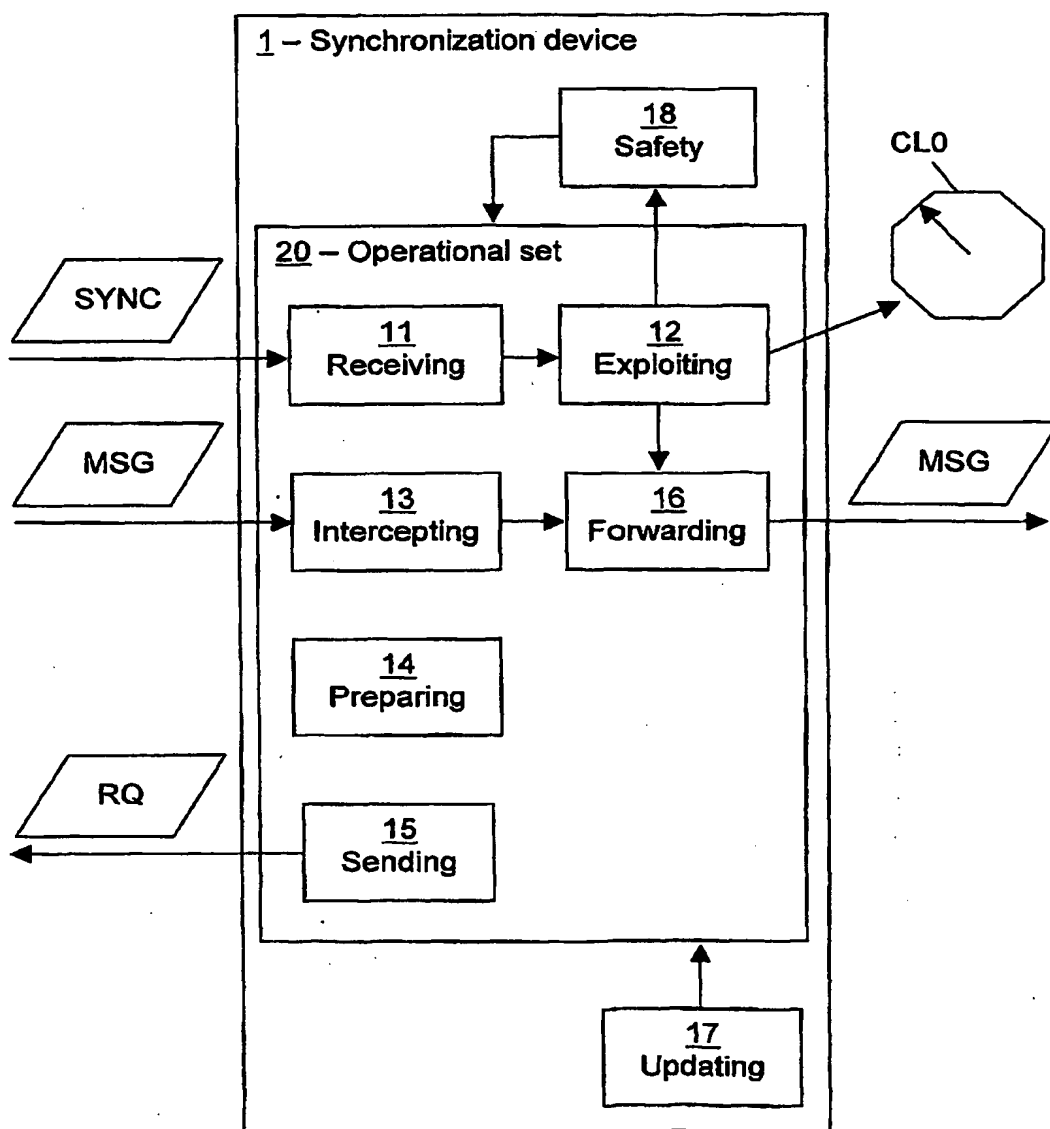 1 – Synchronization device
18
Safety
CL0
20 – Operational set
SYNC
11
Receiving
12
Exploiting
MSG
13
Intercepting
16
Forwarding
MSG
14
Preparing
RQ
15
Sending
17
Updating